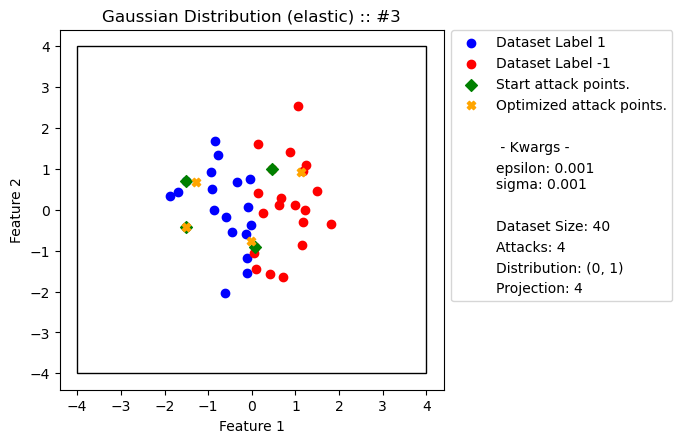 Gaussian Distribution (elastic) :: #3
Dataset Label 1
Dataset Label -1
Start attack points.
Optimized attack points.
- Kwargs -
epsilon: 0.001
sigma: 0.001
Dataset Size: 40
Attacks: 4
Distribution: (0, 1)
Projection: 4
Feature 2
4
3
2
1
0
−1
−2
−3
−4
−4
−3
−2
−1
0
1
2
3
4
Feature 1